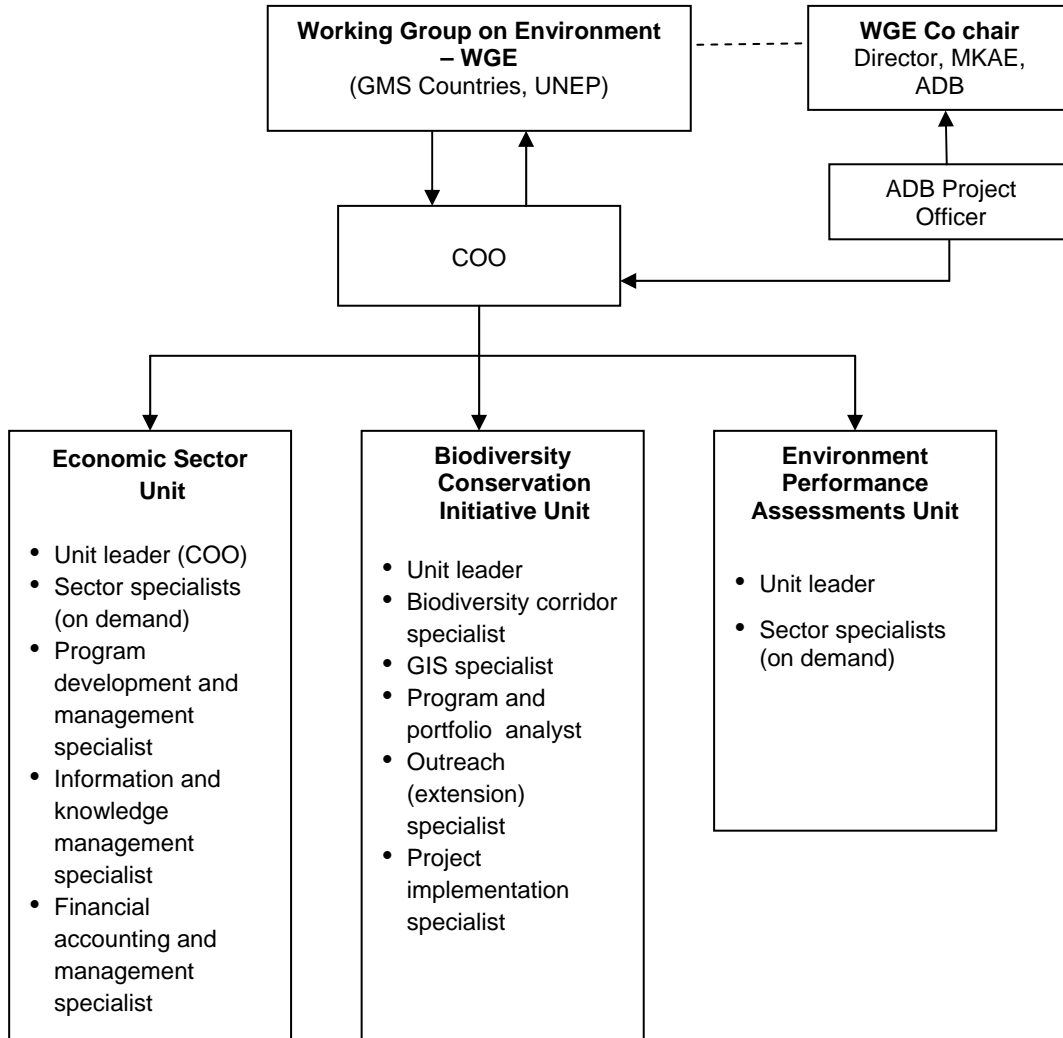 Working Group on Environment
– WGE
(GMS Countries, UNEP)
WGE Co chair
Director, MKAE,
ADB
ADB Project
Officer
COO
Economic Sector
Unit
• Unit leader (COO)
• Sector specialists
(on demand)
• Program
development and
management
specialist
• Information and
knowledge
management
specialist
• Financial
accounting and
management
specialist
Biodiversity
Conservation
Initiative Unit
• Unit leader
• Biodiversity corridor
specialist
• GIS specialist
• Program and
portfolio analyst
• Outreach
(extension)
specialist
• Project
implementation
specialist
Environment
Performance
Assessments Unit
• Unit leader
• Sector specialists
(on demand)